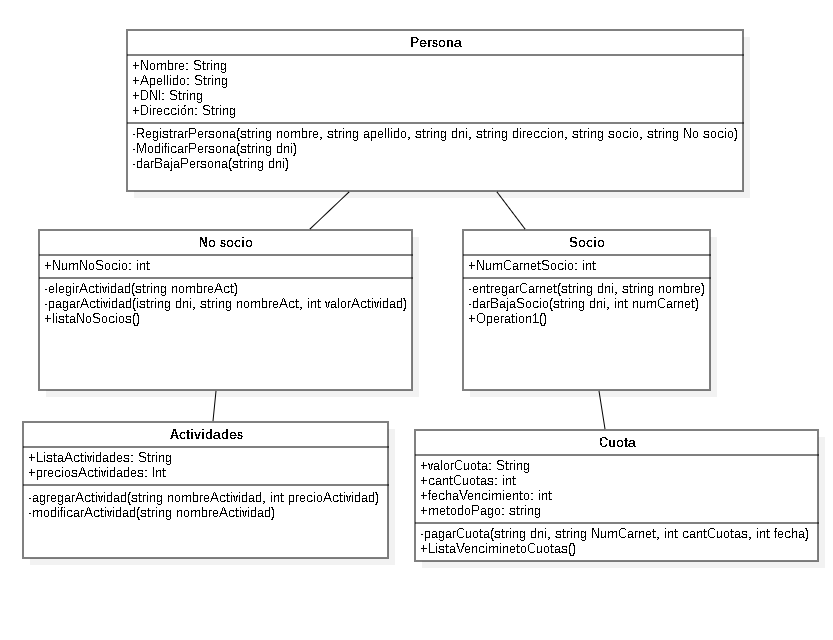 Persona
+Nombre: String
+Apellido: String
+DNI: String
+Dirección: String
-RegistrarPersona(string nombre, string apellido, string dni, string direccion, string socio, string No socio)
-ModificarPersona(string dni)
-darBajaPersona(string dni)
No socio
+NumNoSocio: int
-elegirActividad(string nombreAct)
-pagarActividad(istring dni, string nombreAct, int valorActividad)
+listaNoSocios()
Socio
+NumCarnetSocio: int
-entregarCarnet(string dni, string nombre)
-darBajaSocio(string dni, int numCarnet)
+Operation1()
Actividades
+ListaActividades: String
+preciosActividades: Int
-agregarActividad(string nombreActividad, int precioActividad)
-modificarActividad(string nombreActividad)
Cuota
+valorCuota: String
+cantCuotas: int
+fechaVencimiento: int
+metodoPago: string
-pagarCuota(string dni, string NumCarnet, int cantCuotas, int fecha)
+ListaVenciminetoCuotas()